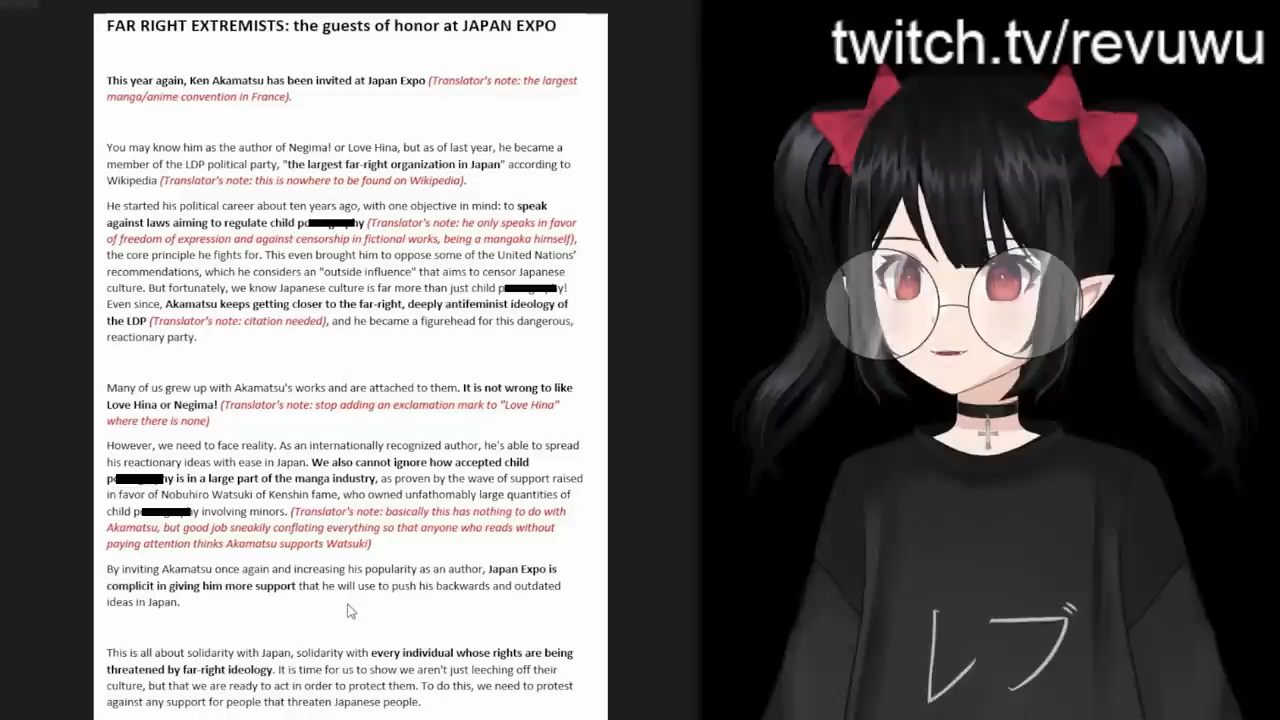 FAR RIGHT EXTREMISTS: the guests of honor at JAPAN EXPO
This year again, Ken Akamatsu has been invited at Japan Expo (Translator's note: the largest
manga/anime convention in France).
You may know him as the author of Negima! or Love Hina, but as of last year, he became a
member of the LDP political party, "the largest far-right organization in Japan" according to
Wikipedia (Translator's note: this is nowhere to be found on Wikipedia).
He started his political career about ten years ago, with one objective in mind: to speak
against laws aiming to regulate child po hy (Translator's note: he only speaks in favor
of freedom of expression and against censorship in fictional works, being a mangaka himself),
the core principle he fights for. This even brought him to oppose some of the United Nations'
recommendations, which he considers an "outside influence" that aims to censor Japanese
culture. But fortunately, we know Japanese culture is far more than just child p y!
Even since, Akamatsu keeps getting closer to the far-right, deeply antifeminist ideology of
the LDP (Translator's note: citation needed), and he became a figurehead for this dangerous,
reactionary party.
Many of us grew up with Akamatsu's works and are attached to them. It is not wrong to like
Love Hina or Negima! (Translator's note: stop adding an exclamation mark to "Love Hina"
where there is none)
However, we need to face reality. As an internationally recognized author, he's able to spread
his reactionary ideas with ease in Japan. We also cannot ignore how accepted child
p hy is in a large part of the manga industry, as proven by the wave of support raised
in favor of Nobuhiro Watsuki of Kenshin fame, who owned unfathomably large quantities of
child p y involving minors. (Translator's note: basically this has nothing to do with
Akamatsu, but good job sneakily conflating everything so that anyone who reads without
paying attention thinks Akamatsu supports Watsuki)
By inviting Akamatsu once again and increasing his popularity as an author, Japan Expo is
complicit in giving him more support that he will use to push his backwards and outdated
ideas in Japan.
This is all about solidarity with Japan, solidarity with every individual whose rights are being
threatened by far-right ideology. It is time for us to show we aren't just leeching off their
culture, but that we are ready to act in order to protect them. To do this, we need to protest
against any support for people that threaten Japanese people.
twitch.tv/revuwu
レブ